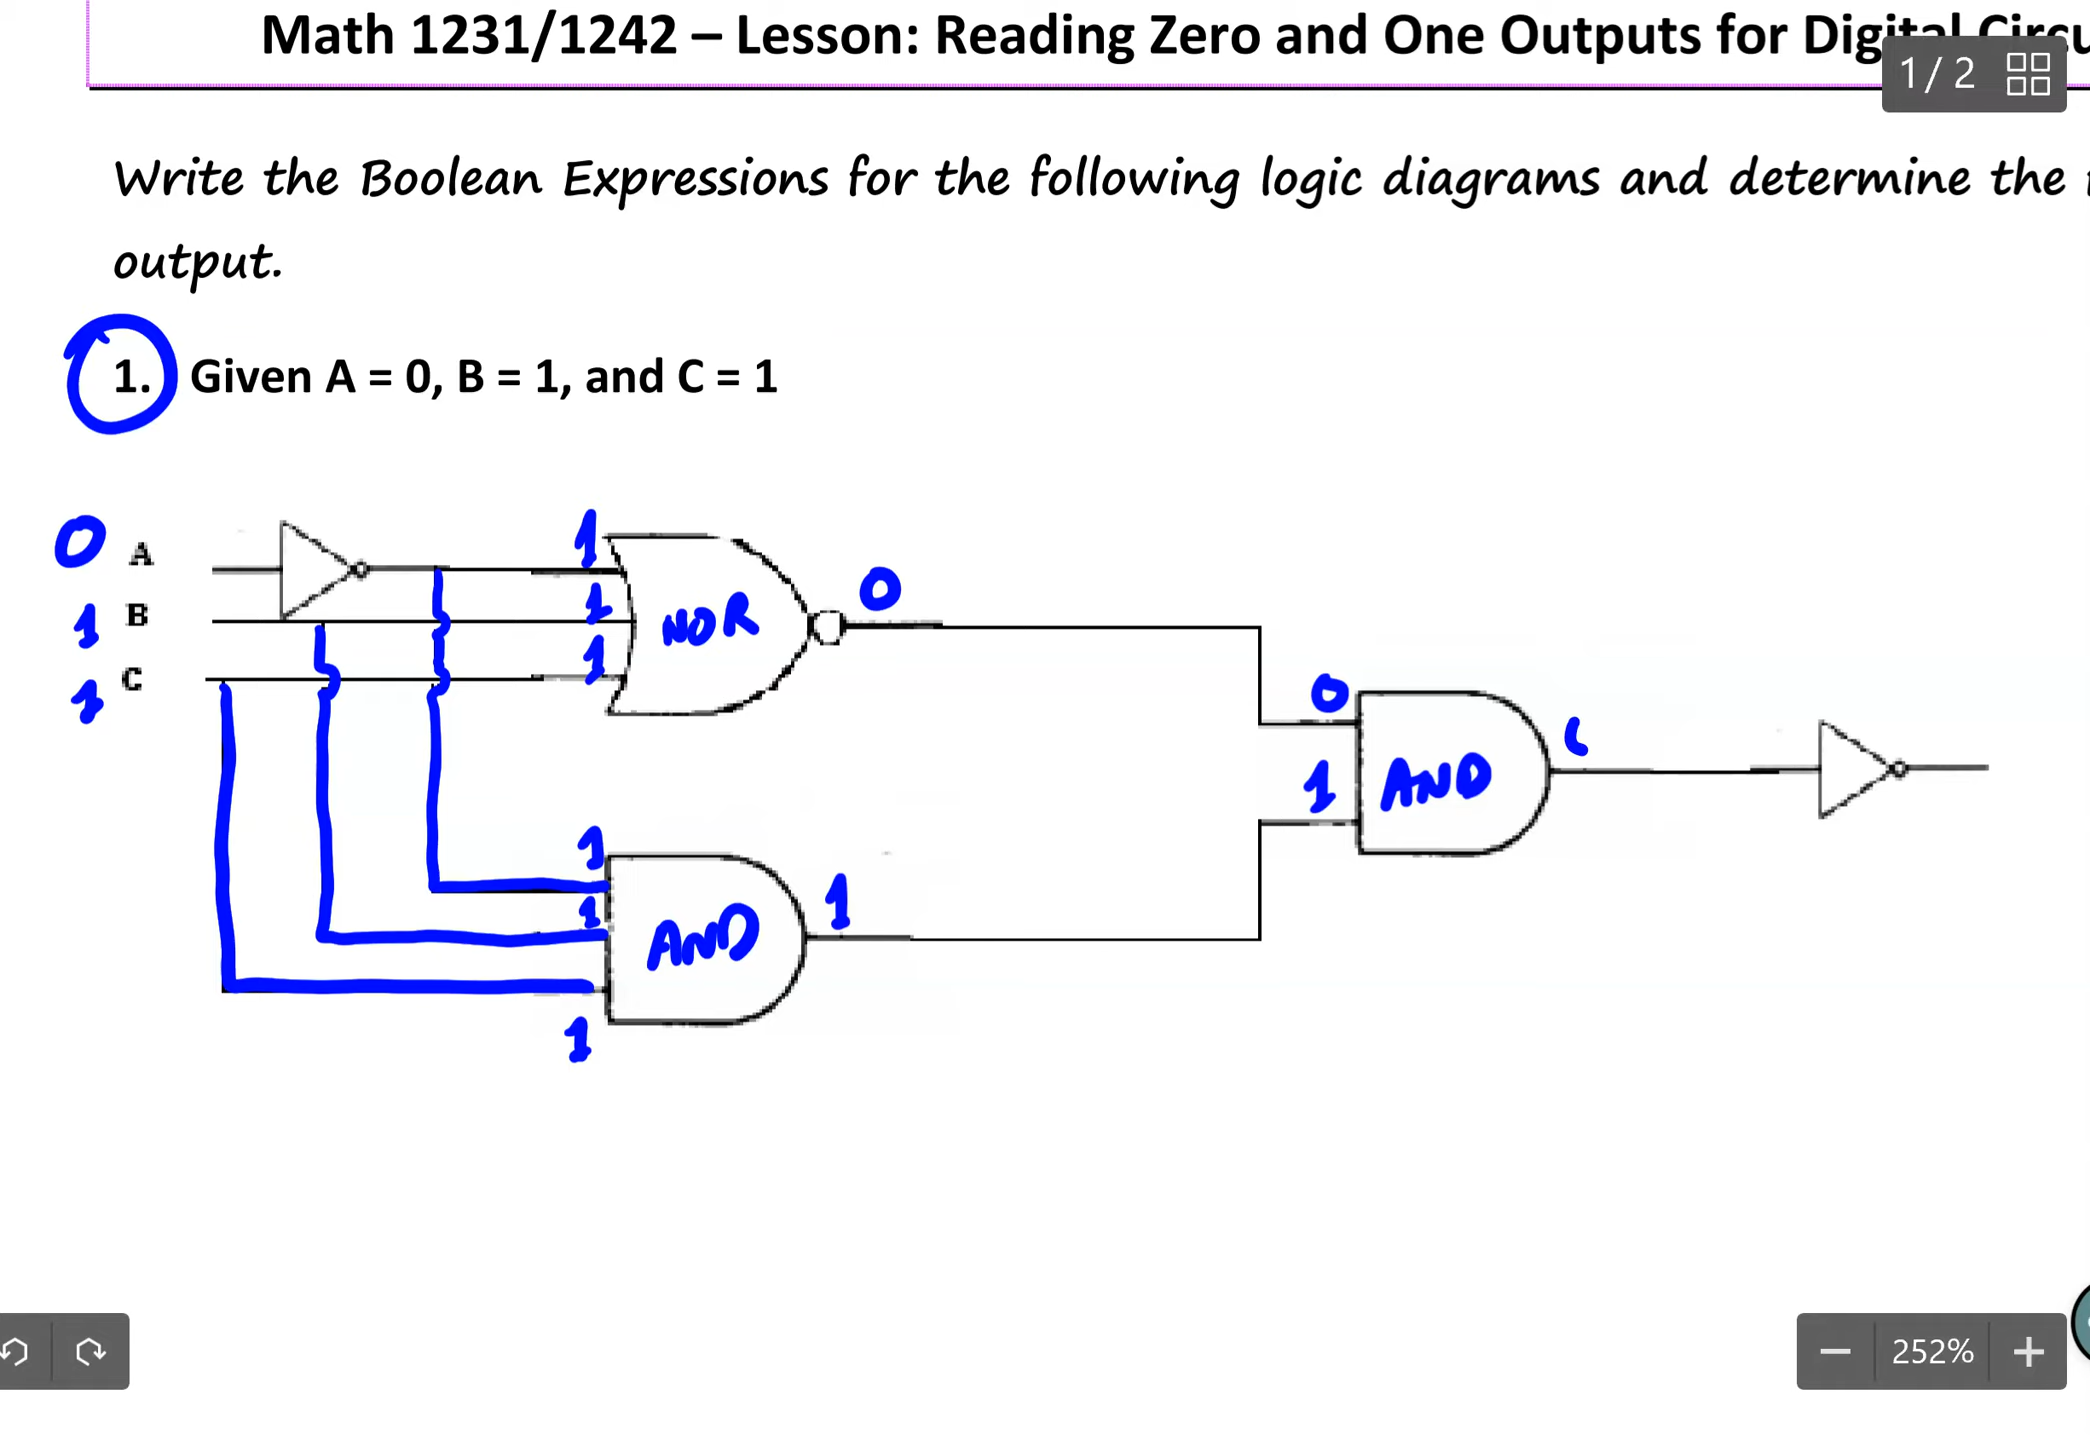 Math 1231/1242 – Lesson: Reading Zero and One Outputs for Digital
1/2
Write the Boolean Expressions for the following logic diagrams and determine the
output.
1. Given A = 0, B = 1, and C = 1
0 A
1 B
1 C
1
1
1
NOR
0
0
1
AND
1
1
1
AND
1
252%